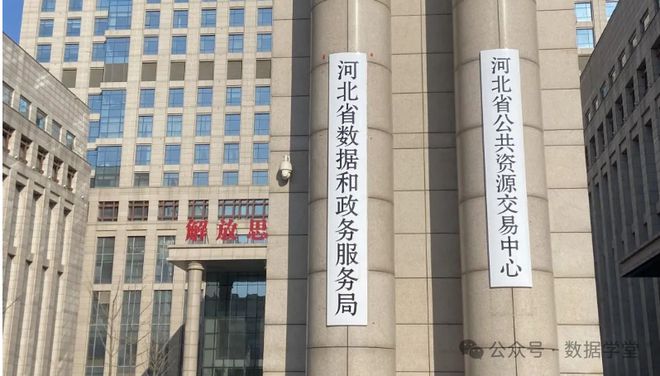 河北省数据和政务服务局
河北省公共资源交易中心
解放思
公众号 · 数据学堂